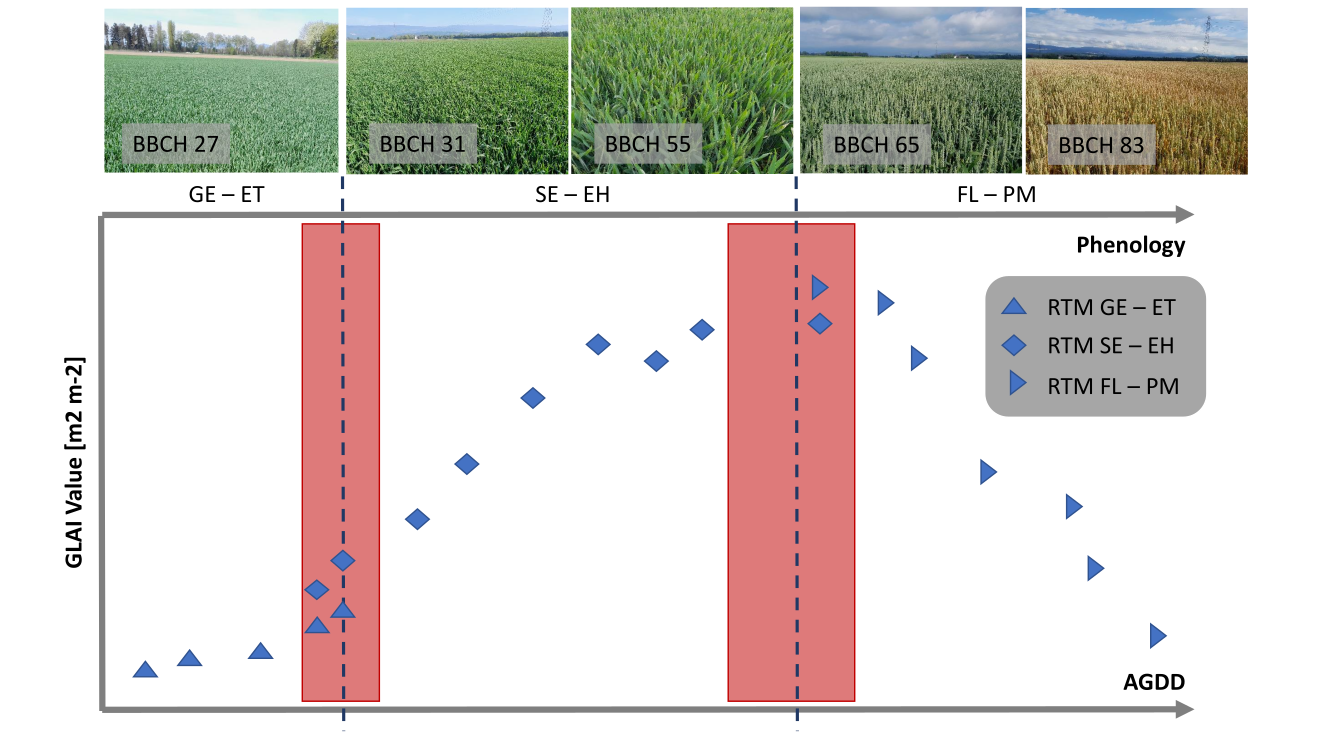 BBCH 27
BBCH 31
BBCH 55
BBCH 65
BBCH 83
GE – ET
SE – EH
FL – PM
Phenology
RTM GE – ET
RTM SE – EH
RTM FL – PM
GLAI Value [m2 m-2]
AGDD